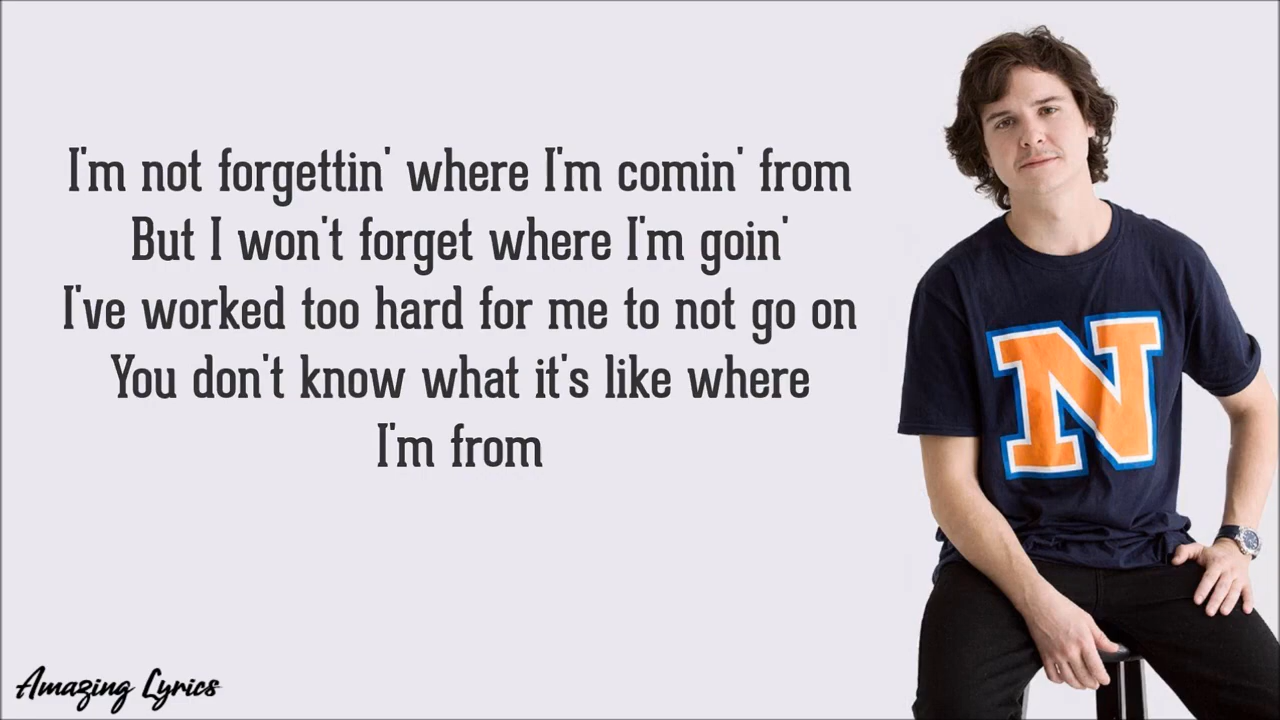 I'm not forgettin' where I'm comin' from
But I won't forget where I'm goin'
I've worked too hard for me to not go on
You don't know what it's like where
I'm from
N
Amazing Lyrics